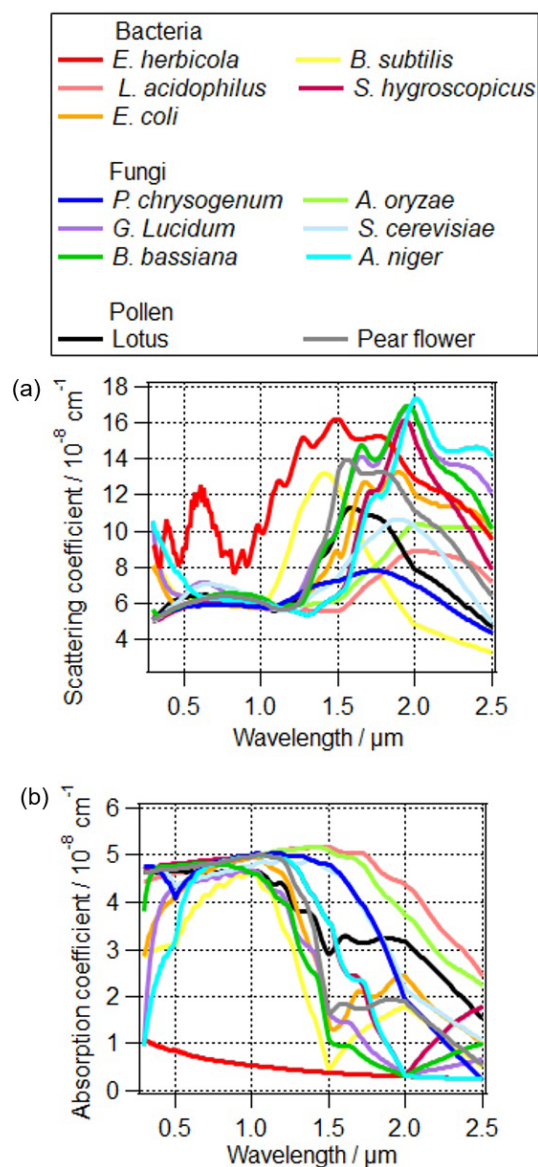 Bacteria
E. herbicola B. subtilis
L. acidophilus S. hygroscopicus
E. coli
Fungi
P. chrysogenum A. oryzae
G. Lucidum S. cerevisiae
B. bassiana A. niger
Pollen
Lotus Pear flower
(a)
Scattering coefficient / 10⁻⁸ cm⁻¹
18
16
14
12
10
8
6
4
0.5 1.0 1.5 2.0 2.5
Wavelength / µm
(b)
Absorption coefficient / 10⁻⁸ cm⁻¹
6
5
4
3
2
1
0
0.5 1.0 1.5 2.0 2.5
Wavelength / µm